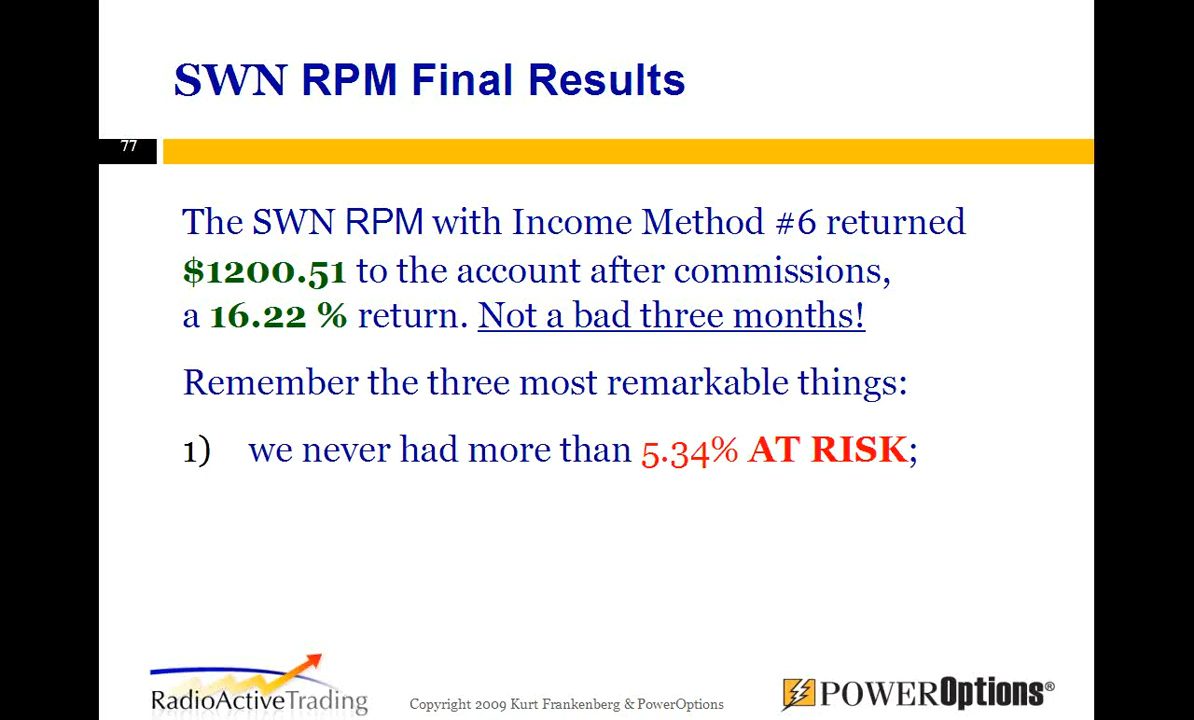 SWN RPM Final Results
77
The SWN RPM with Income Method #6 returned
$1200.51 to the account after commissions,
a 16.22 % return. Not a bad three months!
Remember the three most remarkable things:
1) we never had more than 5.34% AT RISK;
RadioActiveTrading
Copyright 2009 Kurt Frankenberg & PowerOptions
POWEROptions®